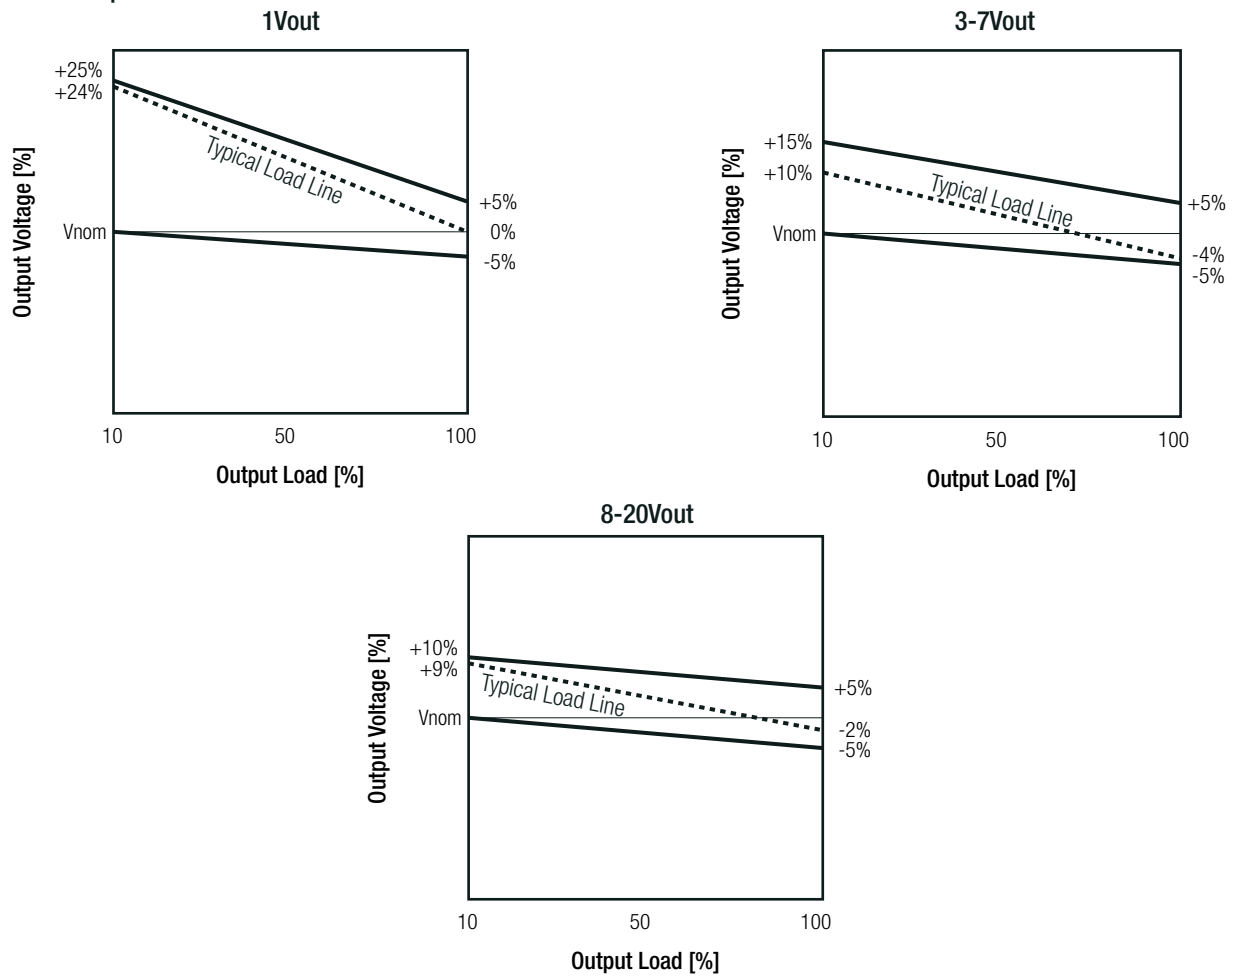 1Vout
+25%
+24%
Typical Load Line
Vnom
+5%
0%
-5%
Output Voltage [%]
10 50 100
Output Load [%]
3-7Vout
+15%
+10%
Typical Load Line
Vnom
+5%
-4%
-5%
Output Voltage [%]
10 50 100
Output Load [%]
8-20Vout
+10%
+9%
Typical Load Line
Vnom
+5%
-2%
-5%
Output Voltage [%]
10 50 100
Output Load [%]